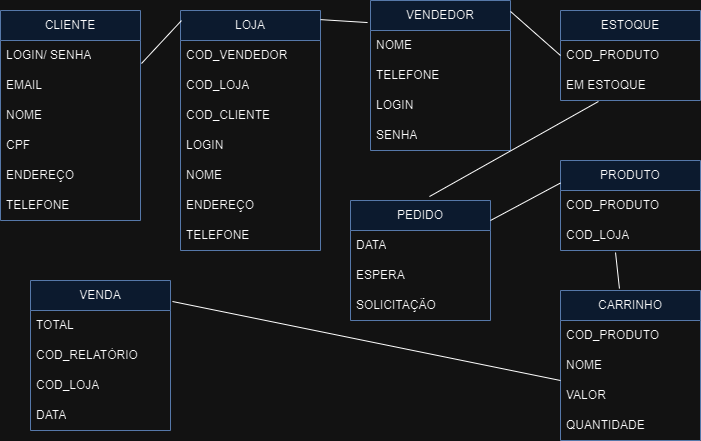 CLIENTE
LOGIN/ SENHA
EMAIL
NOME
CPF
ENDEREÇO
TELEFONE
LOJA
COD_VENDEDOR
COD_LOJA
COD_CLIENTE
LOGIN
NOME
ENDEREÇO
TELEFONE
VENDEDOR
NOME
TELEFONE
LOGIN
SENHA
ESTOQUE
COD_PRODUTO
EM ESTOQUE
PEDIDO
DATA
ESPERA
SOLICITAÇÃO
PRODUTO
COD_PRODUTO
COD_LOJA
VENDA
TOTAL
COD_RELATÓRIO
COD_LOJA
DATA
CARRINHO
COD_PRODUTO
NOME
VALOR
QUANTIDADE